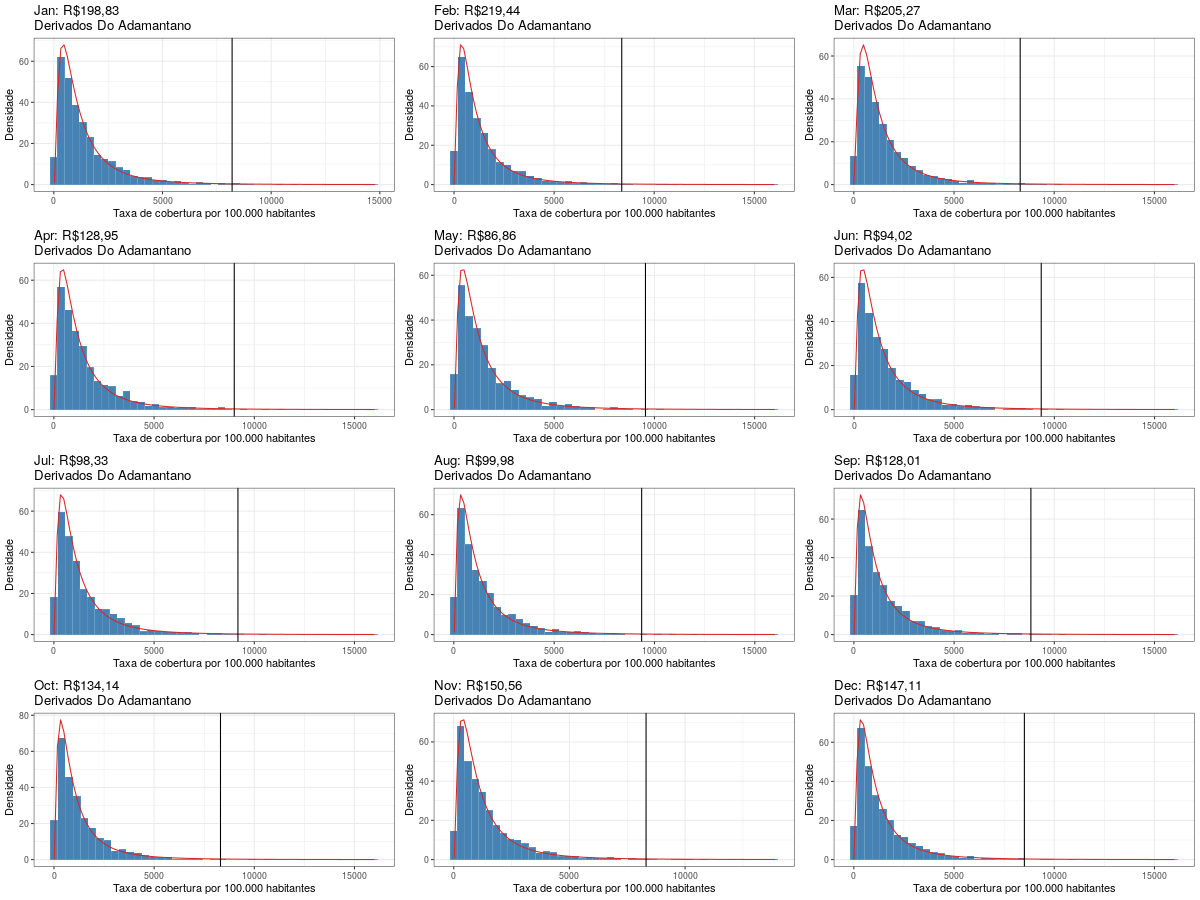 Jan: R$198,83
Derivados Do Adamantano
Densidade
60
40
20
0
0 5000 10000 15000
Taxa de cobertura por 100.000 habitantes
Feb: R$219,44
Derivados Do Adamantano
Densidade
60
40
20
0
0 5000 10000 15000
Taxa de cobertura por 100.000 habitantes
Mar: R$205,27
Derivados Do Adamantano
Densidade
60
40
20
0
0 5000 10000 15000
Taxa de cobertura por 100.000 habitantes
Apr: R$128,95
Derivados Do Adamantano
Densidade
60
40
20
0
0 5000 10000 15000
Taxa de cobertura por 100.000 habitantes
May: R$86,86
Derivados Do Adamantano
Densidade
60
40
20
0
0 5000 10000 15000
Taxa de cobertura por 100.000 habitantes
Jun: R$94,02
Derivados Do Adamantano
Densidade
60
40
20
0
0 5000 10000 15000
Taxa de cobertura por 100.000 habitantes
Jul: R$98,33
Derivados Do Adamantano
Densidade
60
40
20
0
0 5000 10000 15000
Taxa de cobertura por 100.000 habitantes
Aug: R$99,98
Derivados Do Adamantano
Densidade
60
40
20
0
0 5000 10000 15000
Taxa de cobertura por 100.000 habitantes
Sep: R$128,01
Derivados Do Adamantano
Densidade
60
40
20
0
0 5000 10000 15000
Taxa de cobertura por 100.000 habitantes
Oct: R$134,14
Derivados Do Adamantano
Densidade
80
60
40
20
0
0 5000 10000 15000
Taxa de cobertura por 100.000 habitantes
Nov: R$150,56
Derivados Do Adamantano
Densidade
60
40
20
0
0 5000 10000
Taxa de cobertura por 100.000 habitantes
Dec: R$147,11
Derivados Do Adamantano
Densidade
60
40
20
0
0 5000 10000 15000
Taxa de cobertura por 100.000 habitantes